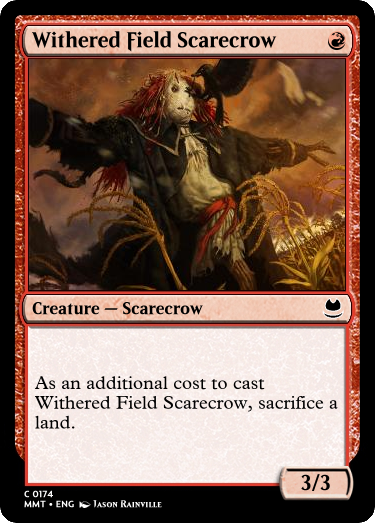 Withered Field Scarecrow
Creature — Scarecrow
As an additional cost to cast
Withered Field Scarecrow, sacrifice a
land.
3/3
C 0174
MMT • ENG Jason Rainville